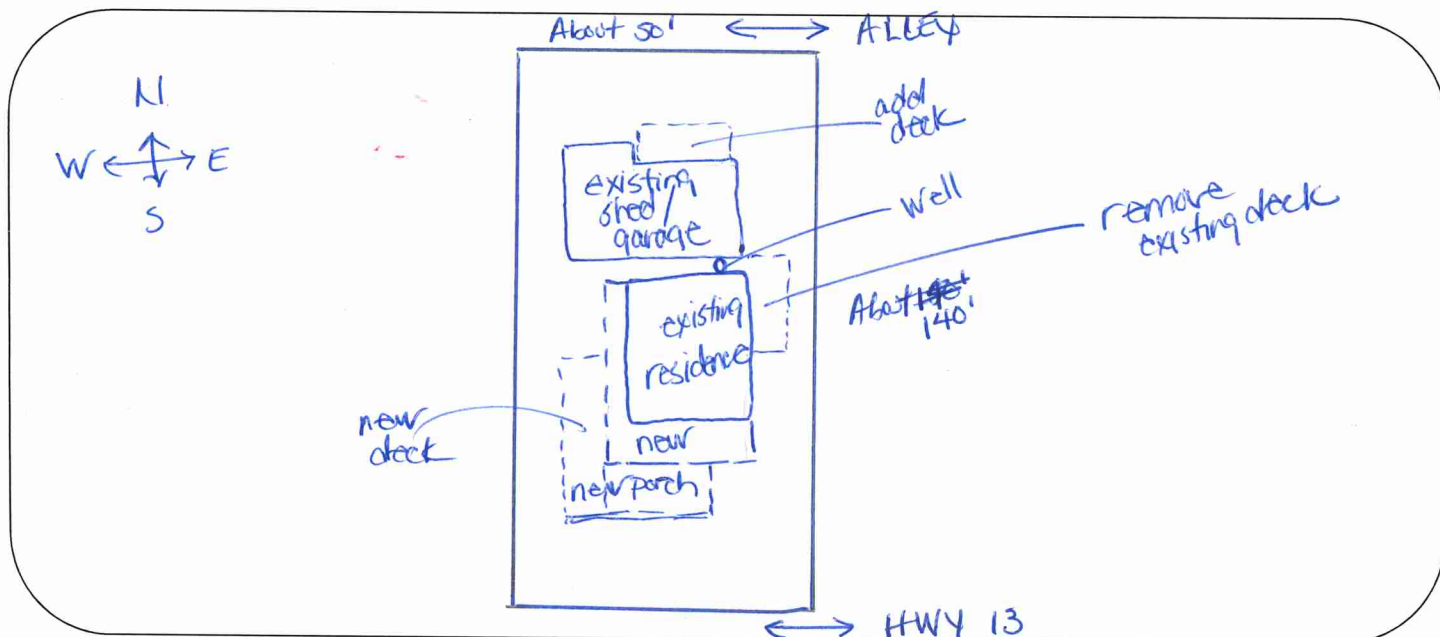 About 50' ALLEY
N
W E
S
add
deck
existing
shed/
garage
well
remove
existing deck
existing
residence
About
140'
new
deck
new
new porch
HWY 13